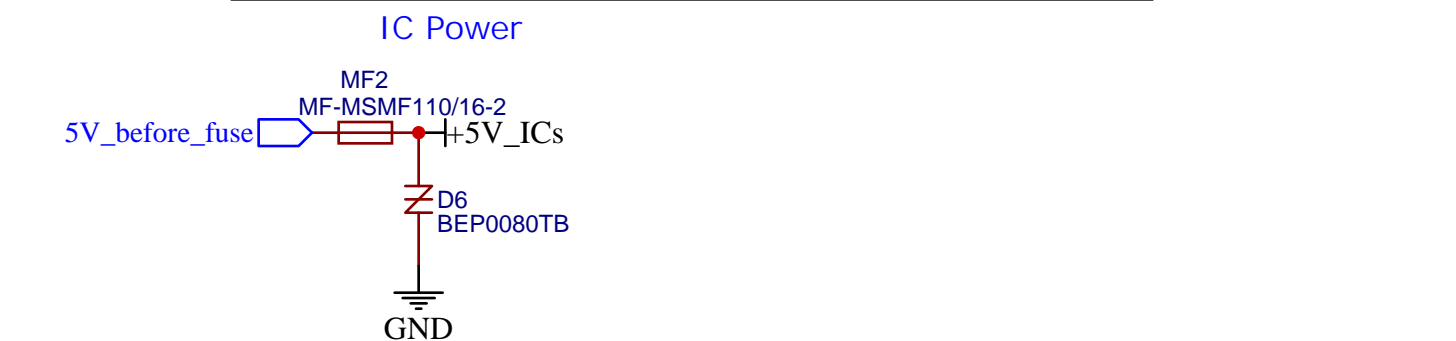 IC Power
MF2
MF-MSMF110/16-2
5V_before_fuse
+5V_ICs
D6
BEP0080TB
GND